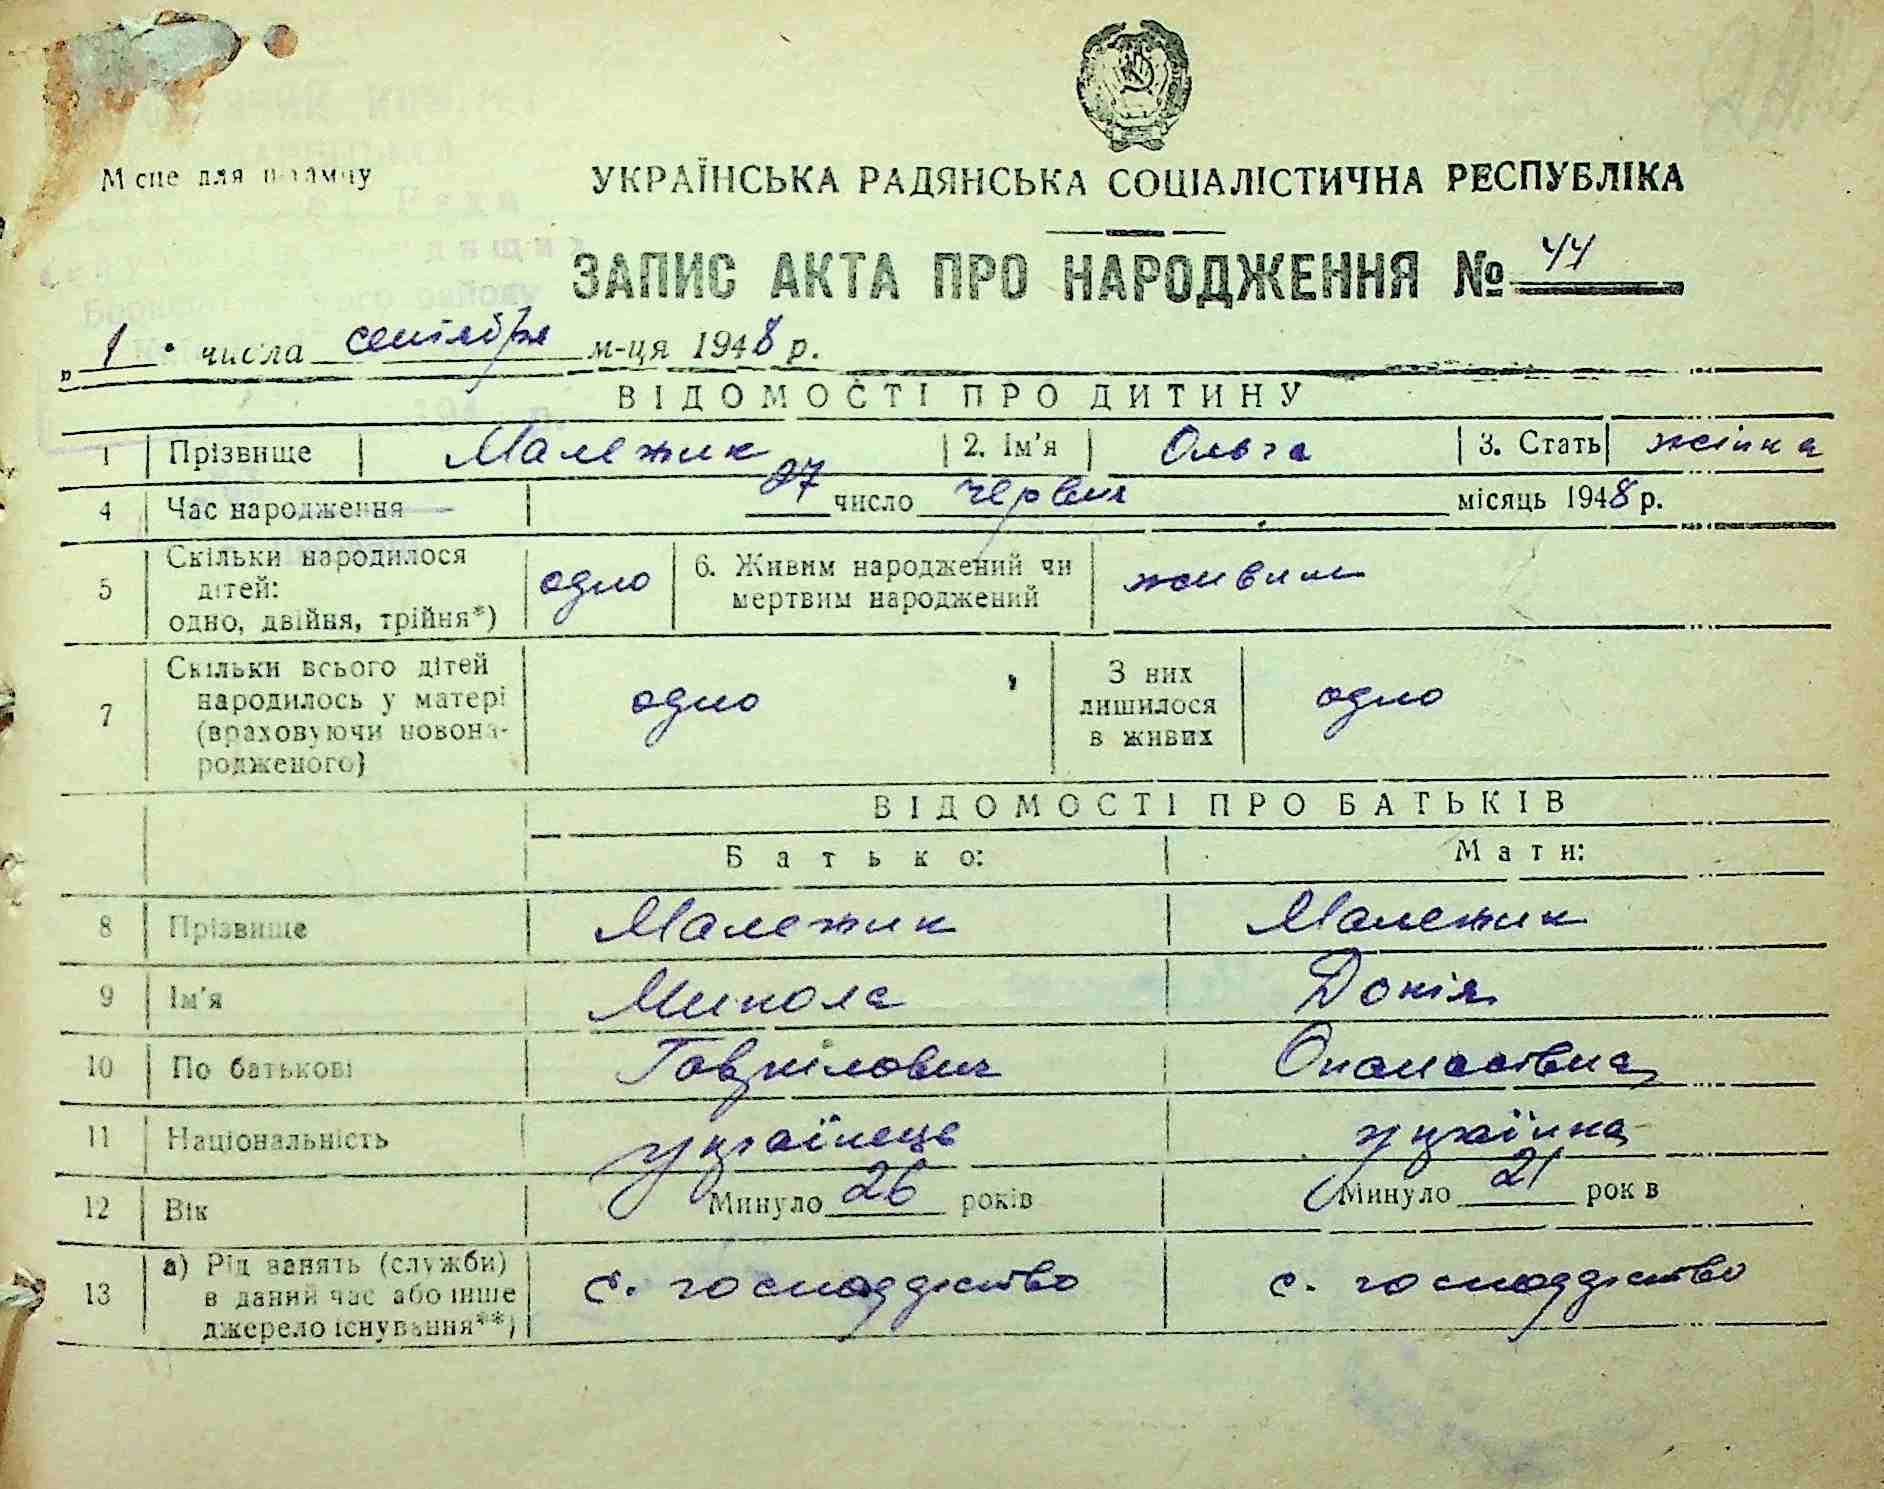 Місце для штампу
УКРАЇНСЬКА РАДЯНСЬКА СОЦІАЛІСТИЧНА РЕСПУБЛІКА
ЗАПИС АКТА ПРО НАРОДЖЕННЯ № 44
„ 1 " числа сентября м-ця 1948 р.
ВІДОМОСТІ ПРО ДИТИНУ
1 Прізвище Малежик 2. Ім'я Ольга 3. Стать жінка
4 Час народження 27 число червня місяць 1948 р.
5 Скільки народилося дітей: одно, двійня, трійня*) одно 6. Живим народжений чи мертвим народжений живим
7 Скільки всього дітей народилось у матері (враховуючи новонародженого) одно З них лишилося в живих одно
ВІДОМОСТІ ПРО БАТЬКІВ
Батько: Мати:
8 Прізвище Малежик Малежик
9 Ім'я Микола Докія
10 По батькові Гаврилович Опанасівна
11 Національність українець українка
12 Вік Минуло 26 років Минуло 21 років
13 а) Рід занять (служби) в даний час або інше джерело існування**) с. господарство с. господарство